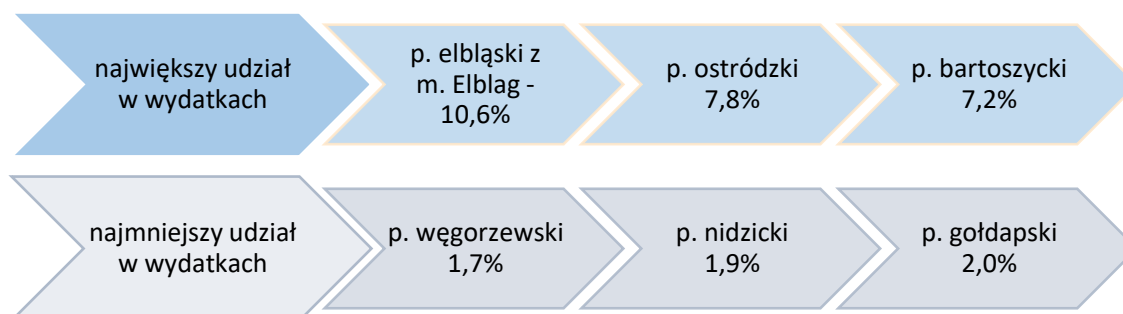 największy udział
w wydatkach
p. elbląski z
m. Elblag -
10,6%
p. ostródzki
7,8%
p. bartoszycki
7,2%
najmniejszy udział
w wydatkach
p. węgorzewski
1,7%
p. nidzicki
1,9%
p. gołdapski
2,0%